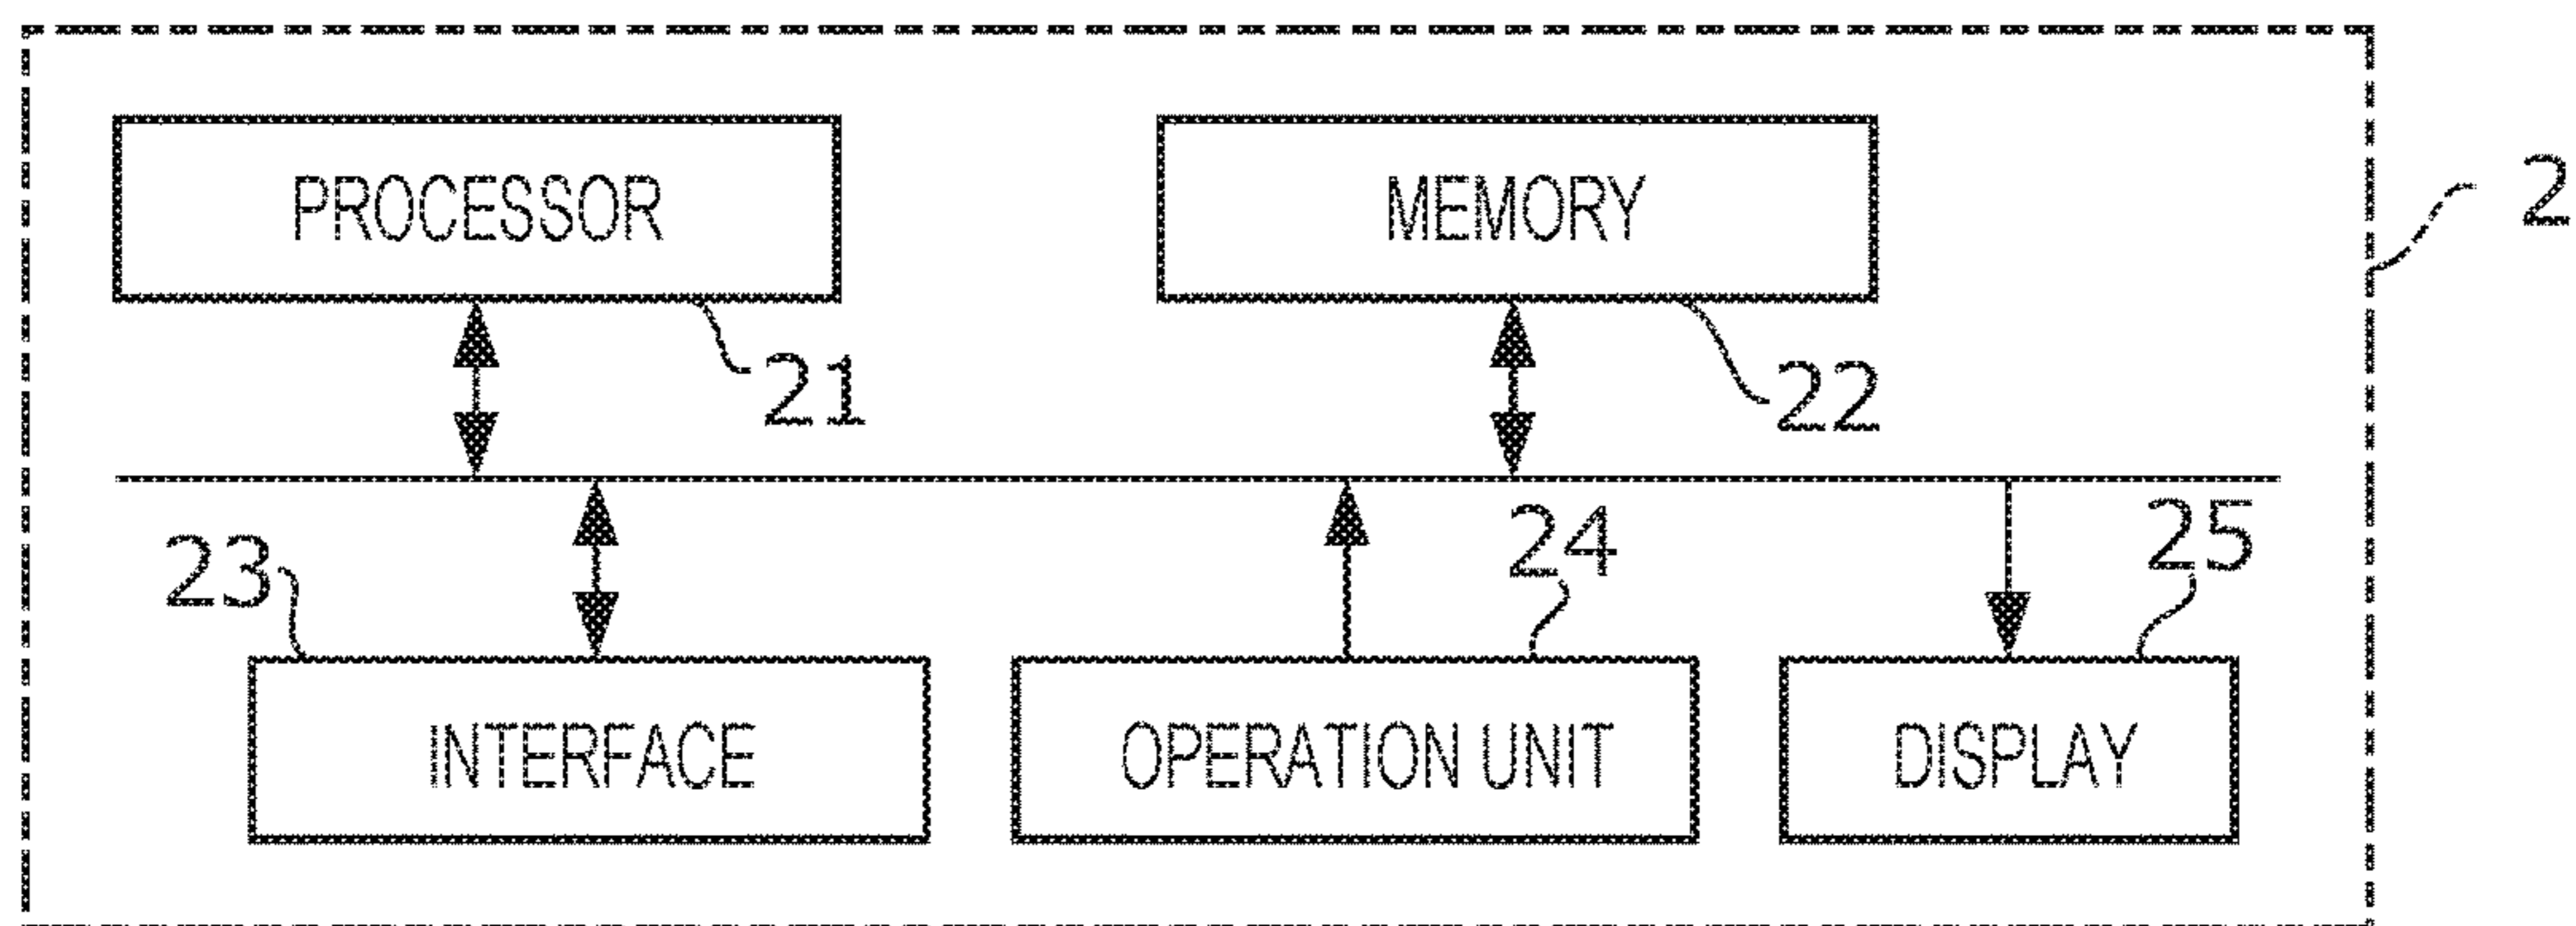 PROCESSOR
MEMORY
2
21
22
23
24
25
INTERFACE
OPERATION UNIT
DISPLAY